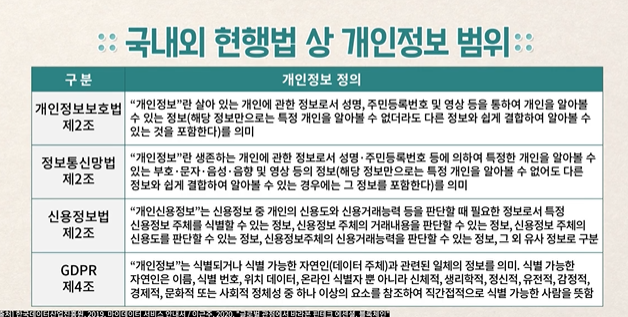 국내외 현행법 상 개인정보 범위
구 분
개인정보 정의
개인정보보호법
제2조
“개인정보”란 살아 있는 개인에 관한 정보로서 성명, 주민등록번호 및 영상 등을 통하여 개인을 알아볼
수 있는 정보(해당 정보만으로는 특정 개인을 알아볼 수 없더라도 다른 정보와 쉽게 결합하여 알아볼 수
있는 것을 포함한다)를 의미
정보통신망법
제2조
“개인정보”란 생존하는 개인에 관한 정보로서 성명·주민등록번호 등에 의하여 특정한 개인을 알아볼 수
있는 부호·문자·음성·음향 및 영상 등의 정보(해당 정보만으로는 특정 개인을 알아볼 수 없어도 다른
정보와 쉽게 결합하여 알아볼 수 있는 경우에는 그 정보를 포함한다)를 의미
신용정보법
제2조
“개인신용정보”는 신용정보 중 개인의 신용도와 신용거래능력 등을 판단할 때 필요한 정보로서 특정
신용정보 주체를 식별할 수 있는 정보, 신용정보 주체의 거래내용을 판단할 수 있는 정보, 신용정보 주체의
신용도를 판단할 수 있는 정보, 신용정보주체의 신용거래능력을 판단할 수 있는 정보, 그 외 유사 정보로 구분
GDPR
제4조
“개인정보”는 식별되거나 식별 가능한 자연인(데이터 주체)과 관련된 일체의 정보를 의미. 식별 가능한
자연인은 이름, 식별 번호, 위치 데이터, 온라인 식별자 뿐 아니라 신체적, 생리학적, 정신적, 유전적, 감정적,
경제적, 문화적 또는 사회적 정체성 중 하나 이상의 요소를 참조하여 직간접적으로 식별 가능한 사람을 뜻함
한국데이터산업진흥원, 2019, 마이데이터 서비스 안내서 / 이근주, 2020,